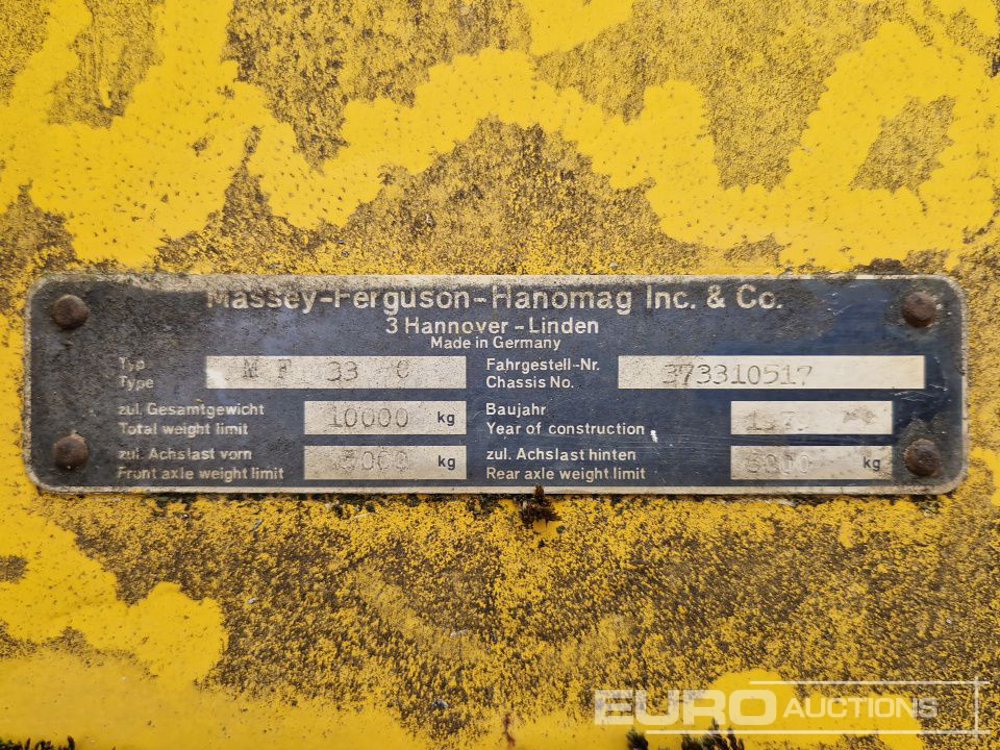 Massey-Ferguson-Hanomag Inc. & Co.
3 Hannover-Linden
Made in Germany
Typ
Type
MF 33 C
Fahrgestell-Nr.
Chassis No.
373310517
zul. Gesamtgewicht
Total weight limit
10000 kg
Baujahr
Year of construction
zul. Achslast vorn
Front axle weight limit
kg
zul. Achslast hinten
Rear axle weight limit
kg
EURO AUCTIONS